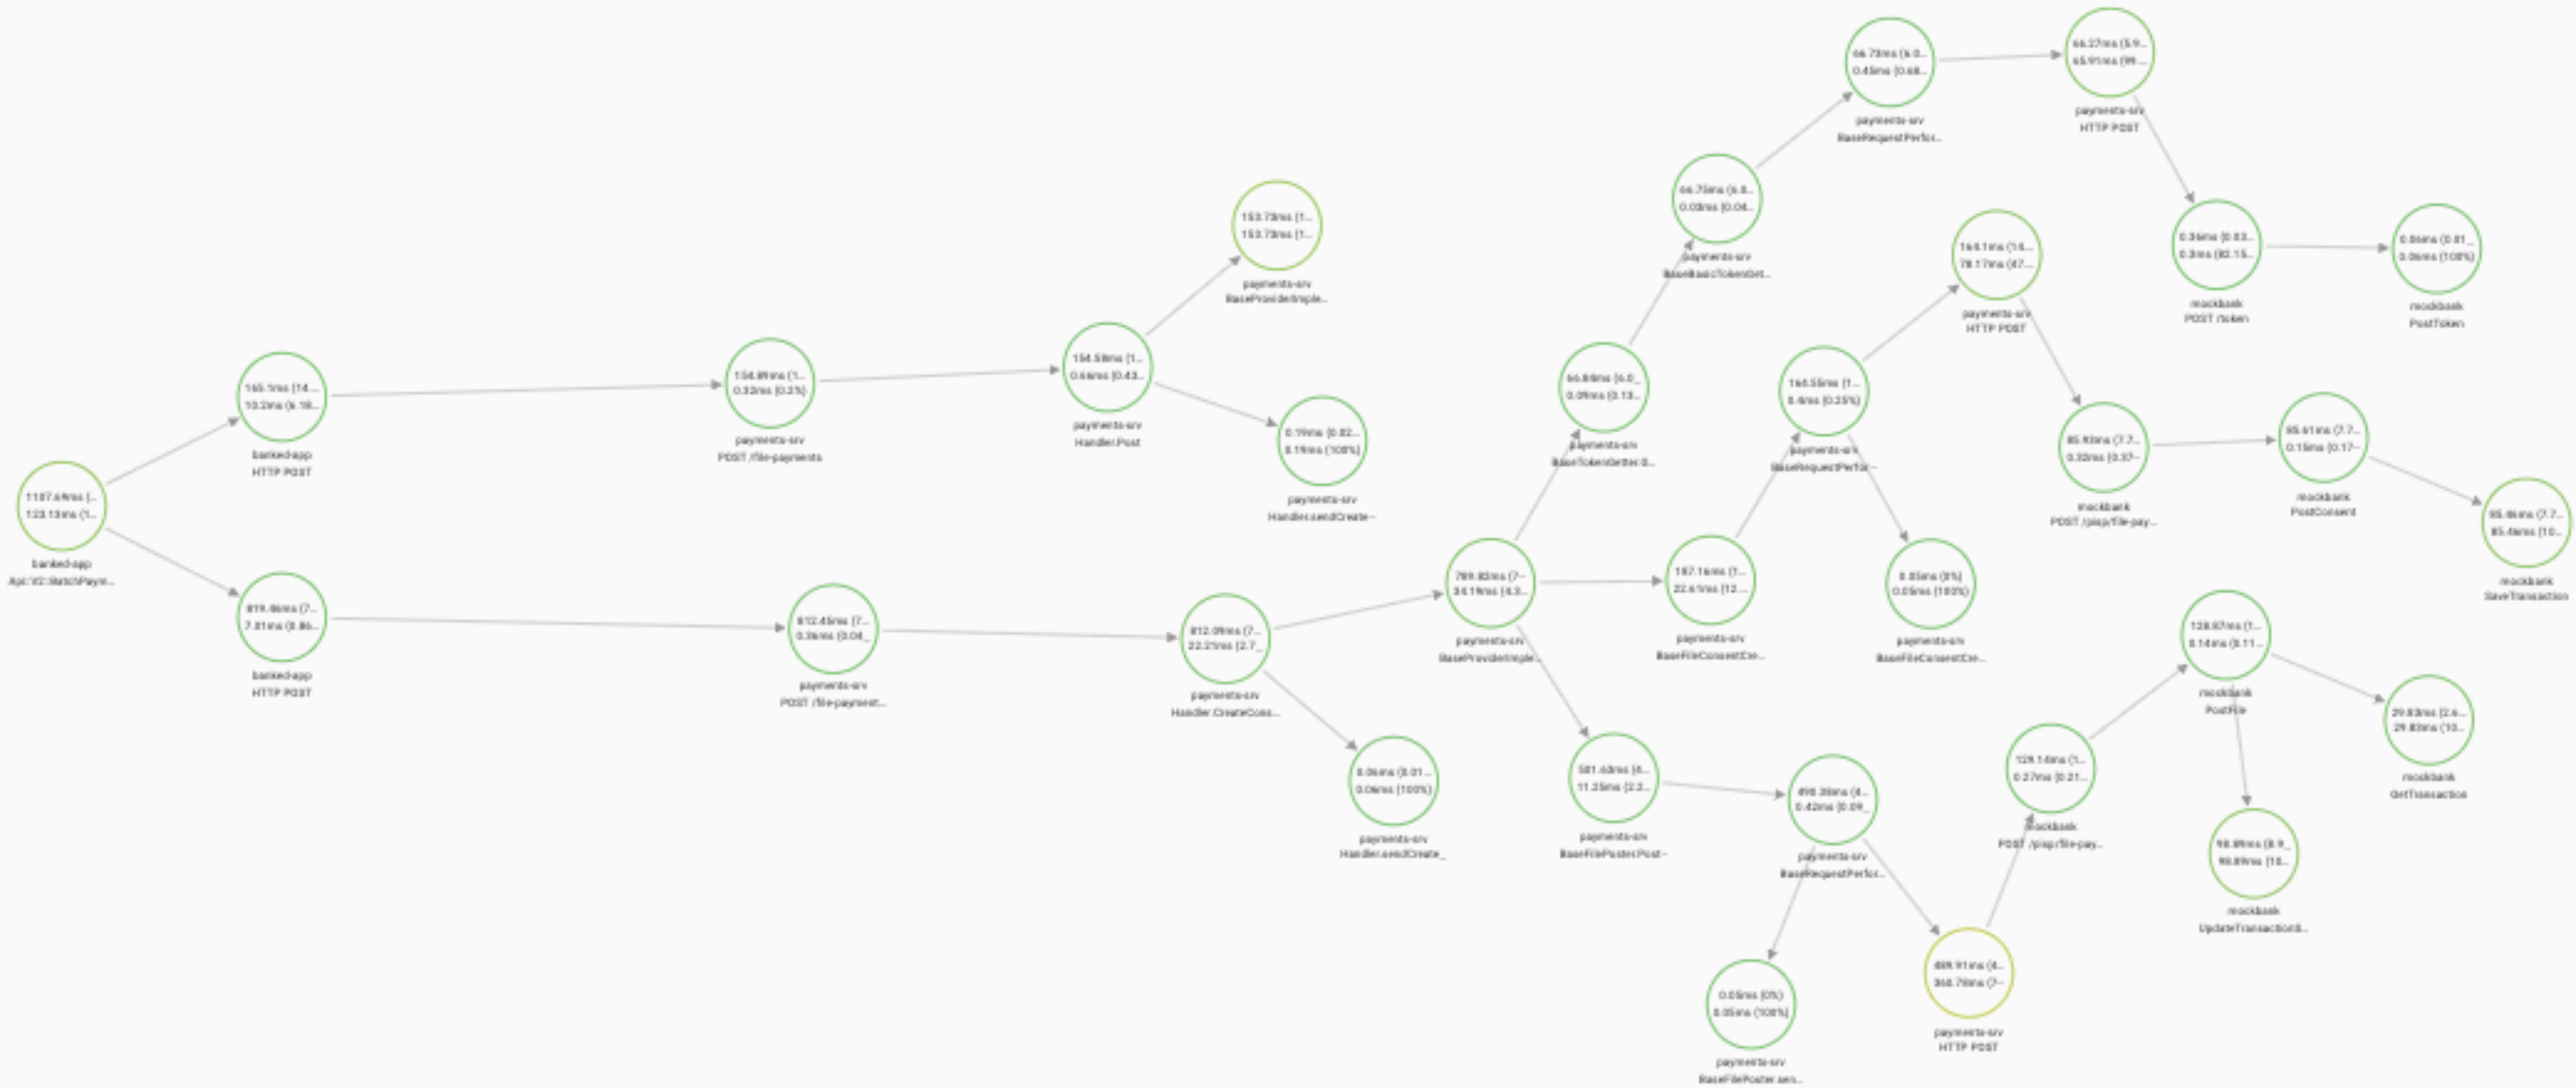 66.27ms (5.9...
65.91ms (99....
payments-srv
HTTP POST
66.73ms (6.0...
0.45ms (0.68...
payments-srv
BaseRequestPerfor...
66.75ms (6.0...
0.03ms (0.04...
payments-srv
BaseBasicTokenGet...
153.73ms (1...
153.73ms (1...
payments-srv
BaseProviderImple...
164.1ms (14....
78.17ms (47....
payments-srv
HTTP POST
0.36ms (0.03...
0.3ms (82.15...
mockbank
POST /token
0.06ms (0.01...
0.06ms (100%)
mockbank
PostToken
165.1ms (14....
10.2ms (6.18...
banked-app
HTTP POST
154.89ms (1...
0.32ms (0.2%)
payments-srv
POST /file-payments
154.58ms (1...
0.66ms (0.43...
payments-srv
Handler.Post
66.84ms (6.0...
0.09ms (0.13...
payments-srv
164.55ms (1...
0.4ms (0.25%)
payments-srv
BaseRequestPerfor...
0.19ms (0.02...
0.19ms (100%)
payments-srv
Handler.sendCreate...
85.93ms (7.7...
0.32ms (0.37...
mockbank
POST /pisp/file-pay...
85.61ms (7.7...
0.15ms (0.17...
mockbank
PostConsent
1107.69ms (...
123.13ms (1...
banked-app
Api::V2::BatchPaym...
85.46ms (7.7...
85.46ms (10...
mockbank
SaveTransaction
819.46ms (7...
7.01ms (0.86...
banked-app
HTTP POST
812.45ms (7...
0.36ms (0.04...
payments-srv
POST /file-payment...
812.09ms (7...
22.21ms (2.7...
payments-srv
Handler.CreateCons...
789.82ms (7...
34.19ms (4.3...
payments-srv
BaseProviderImple...
187.16ms (1...
22.61ms (12....
payments-srv
BaseFileConsentCre...
0.05ms (0%)
0.05ms (100%)
payments-srv
BaseFileConsentCre...
128.87ms (1...
0.14ms (0.11...
mockbank
PostFile
29.83ms (2.6...
29.83ms (10...
mockbank
GetTransaction
0.06ms (0.01...
0.06ms (100%)
payments-srv
Handler.sendCreate...
501.63ms (4...
11.25ms (2.2...
payments-srv
BaseFilePoster.Post...
490.38ms (4...
0.42ms (0.09...
payments-srv
BaseRequestPerfor...
129.14ms (1...
0.27ms (0.21...
mockbank
POST /pisp/file-pay...
98.89ms (8.9...
98.89ms (10...
mockbank
UpdateTransactionS...
0.05ms (0%)
0.05ms (100%)
payments-srv
BaseFilePoster.sen...
489.91ms (4...
360.78ms (7...
payments-srv
HTTP POST